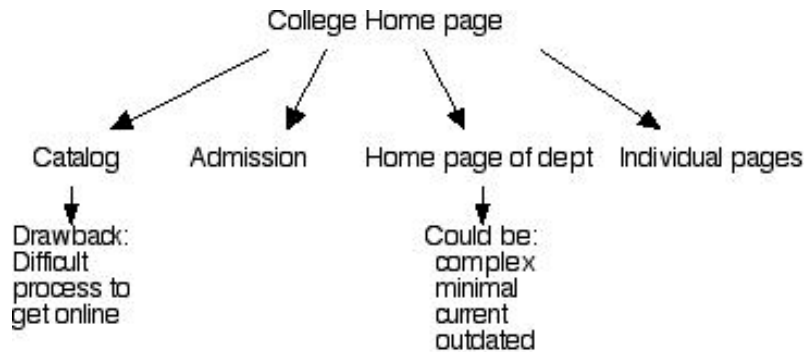 College Home page
Catalog
Admission
Home page of dept
Individual pages
Drawback:
Difficult
process to
get online
Could be:
complex
minimal
current
outdated